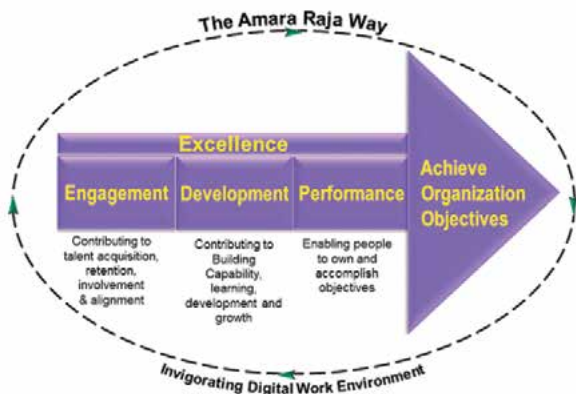 The Amara Raja Way
Excellence
Engagement
Development
Performance
Achieve
Organization
Objectives
Contributing to
talent acquisition,
retention,
involvement
& alignment
Contributing to
Building
Capability,
learning,
development and
growth
Enabling people
to own and
accomplish
objectives
Invigorating Digital Work Environment